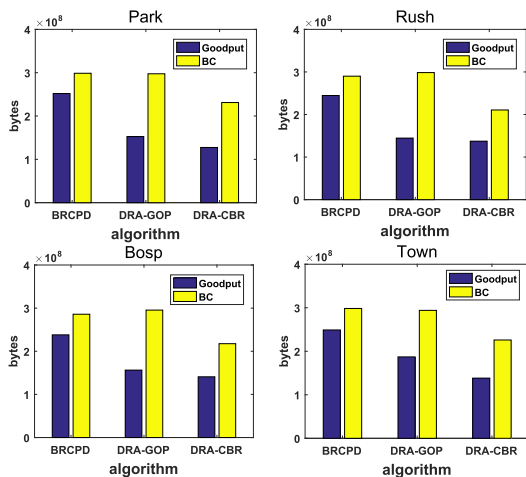 Park
× 10^8
4
3
2
1
0
bytes
Goodput
BC
BRCPD DRA-GOP DRA-CBR
algorithm
Rush
× 10^8
4
3
2
1
0
bytes
Goodput
BC
BRCPD DRA-GOP DRA-CBR
algorithm
Bosp
× 10^8
4
3
2
1
0
bytes
Goodput
BC
BRCPD DRA-GOP DRA-CBR
algorithm
Town
× 10^8
4
3
2
1
0
bytes
Goodput
BC
BRCPD DRA-GOP DRA-CBR
algorithm